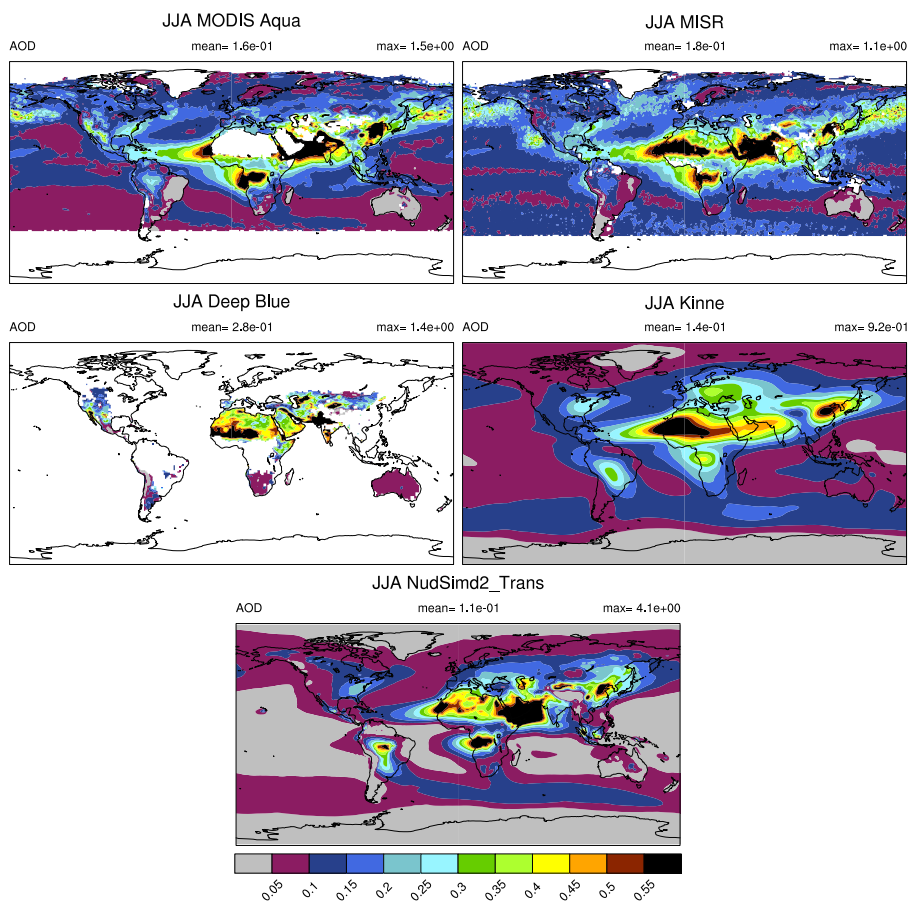 JJA MODIS Aqua
AOD mean= 1.6e-01 max= 1.5e+00
JJA MISR
AOD mean= 1.8e-01 max= 1.1e+00
JJA Deep Blue
AOD mean= 2.8e-01 max= 1.4e+00
JJA Kinne
AOD mean= 1.4e-01 max= 9.2e-01
JJA NudSimd2_Trans
AOD mean= 1.1e-01 max= 4.1e+00
0.05 0.1 0.15 0.2 0.25 0.3 0.35 0.4 0.45 0.5 0.55